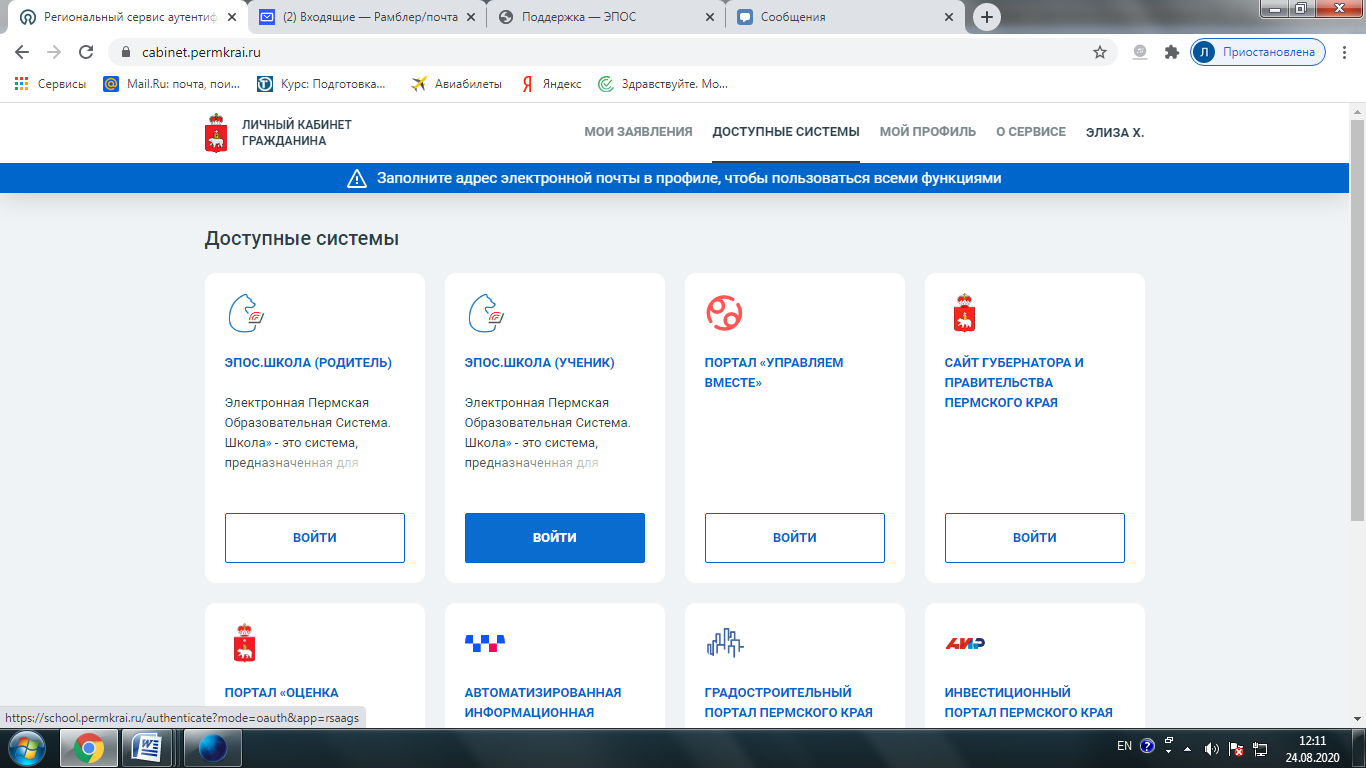 Региональный сервис аутентиф
(2) Входящие — Рамблер/почта
Поддержка — ЭПОС
Сообщения
cabinet.permkrai.ru
Л
Приостановлена
Сервисы
Mail.Ru: почта, пои...
Курс: Подготовка...
Авиабилеты
Яндекс
Здравствуйте. Мо...
ЛИЧНЫЙ КАБИНЕТ
ГРАЖДАНИНА
МОИ ЗАЯВЛЕНИЯ
ДОСТУПНЫЕ СИСТЕМЫ
МОЙ ПРОФИЛЬ
О СЕРВИСЕ
ЭЛИЗА Х.
Заполните адрес электронной почты в профиле, чтобы пользоваться всеми функциями
Доступные системы
ЭПОС.ШКОЛА (РОДИТЕЛЬ)
Электронная Пермская
Образовательная Система.
Школа» - это система,
предназначенная для
ВОЙТИ
ЭПОС.ШКОЛА (УЧЕНИК)
Электронная Пермская
Образовательная Система.
Школа» - это система,
предназначенная для
ВОЙТИ
ПОРТАЛ «УПРАВЛЯЕМ
ВМЕСТЕ»
ВОЙТИ
САЙТ ГУБЕРНАТОРА И
ПРАВИТЕЛЬСТВА
ПЕРМСКОГО КРАЯ
ВОЙТИ
ПОРТАЛ «ОЦЕНКА
АВТОМАТИЗИРОВАННАЯ
ИНФОРМАЦИОННАЯ
ГРАДОСТРОИТЕЛЬНЫЙ
ПОРТАЛ ПЕРМСКОГО КРАЯ
АИР
ИНВЕСТИЦИОННЫЙ
ПОРТАЛ ПЕРМСКОГО КРАЯ
https://school.permkrai.ru/authenticate?mode=oauth&app=rsaags
EN
12:11
24.08.2020